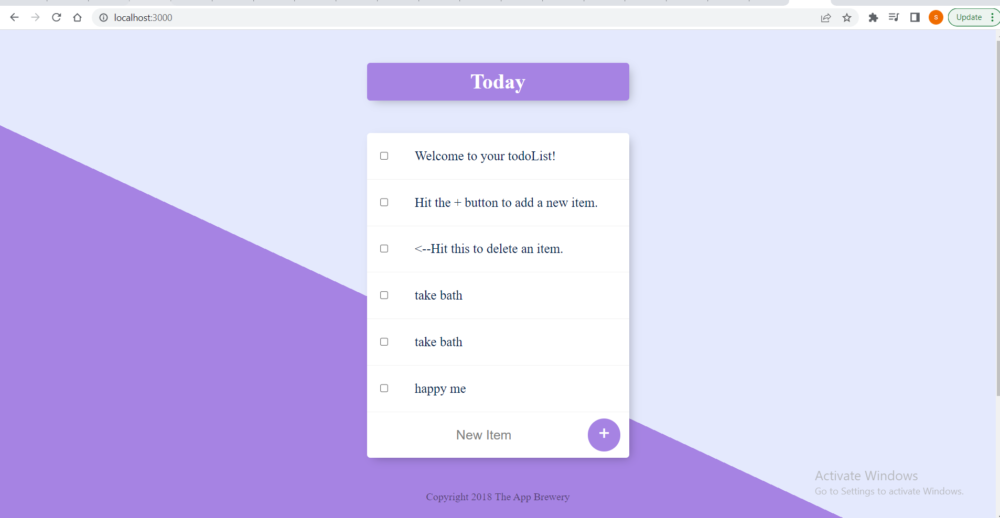 localhost:3000
S
Update
Today
Welcome to your todoList!
Hit the + button to add a new item.
<--Hit this to delete an item.
take bath
take bath
happy me
New Item
+
Activate Windows
Go to Settings to activate Windows.
Copyright 2018 The App Brewery